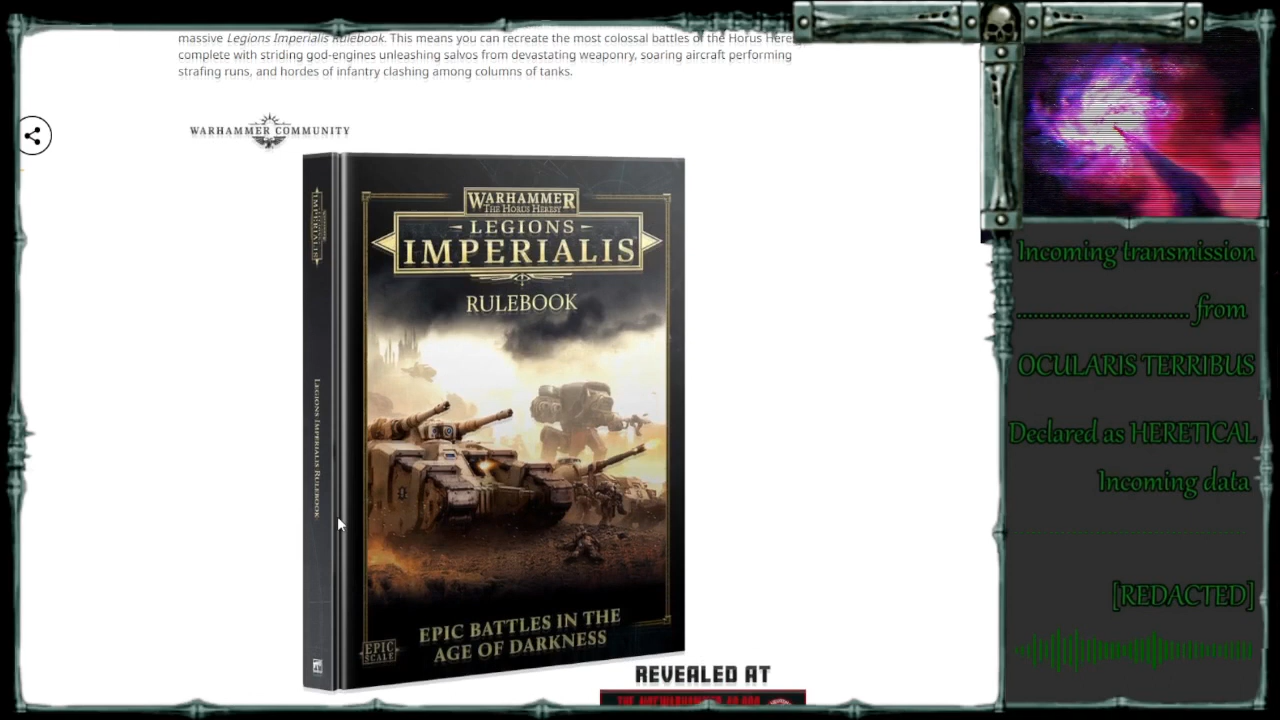 massive Legions Imperialis Rulebook. This means you can recreate the most colossal battles of the Horus Heresy,
complete with striding god-engines unleashing salvos from devastating weaponry, soaring aircraft performing
strafing runs, and hordes of infantry clashing among columns of tanks.
WARHAMMER COMMUNITY
WARHAMMER
THE HORUS HERESY
LEGIONS
IMPERIALIS
RULEBOOK
IMPERIALIS
LEGIONS IMPERIALIS RULEBOOK
EPIC BATTLES IN THE
AGE OF DARKNESS
EPIC
SCALE
REVEALED AT
Incoming transmission
.............................. from
OCULARIS TERRIBUS
Declared as HERETICAL
Incoming data
[REDACTED]